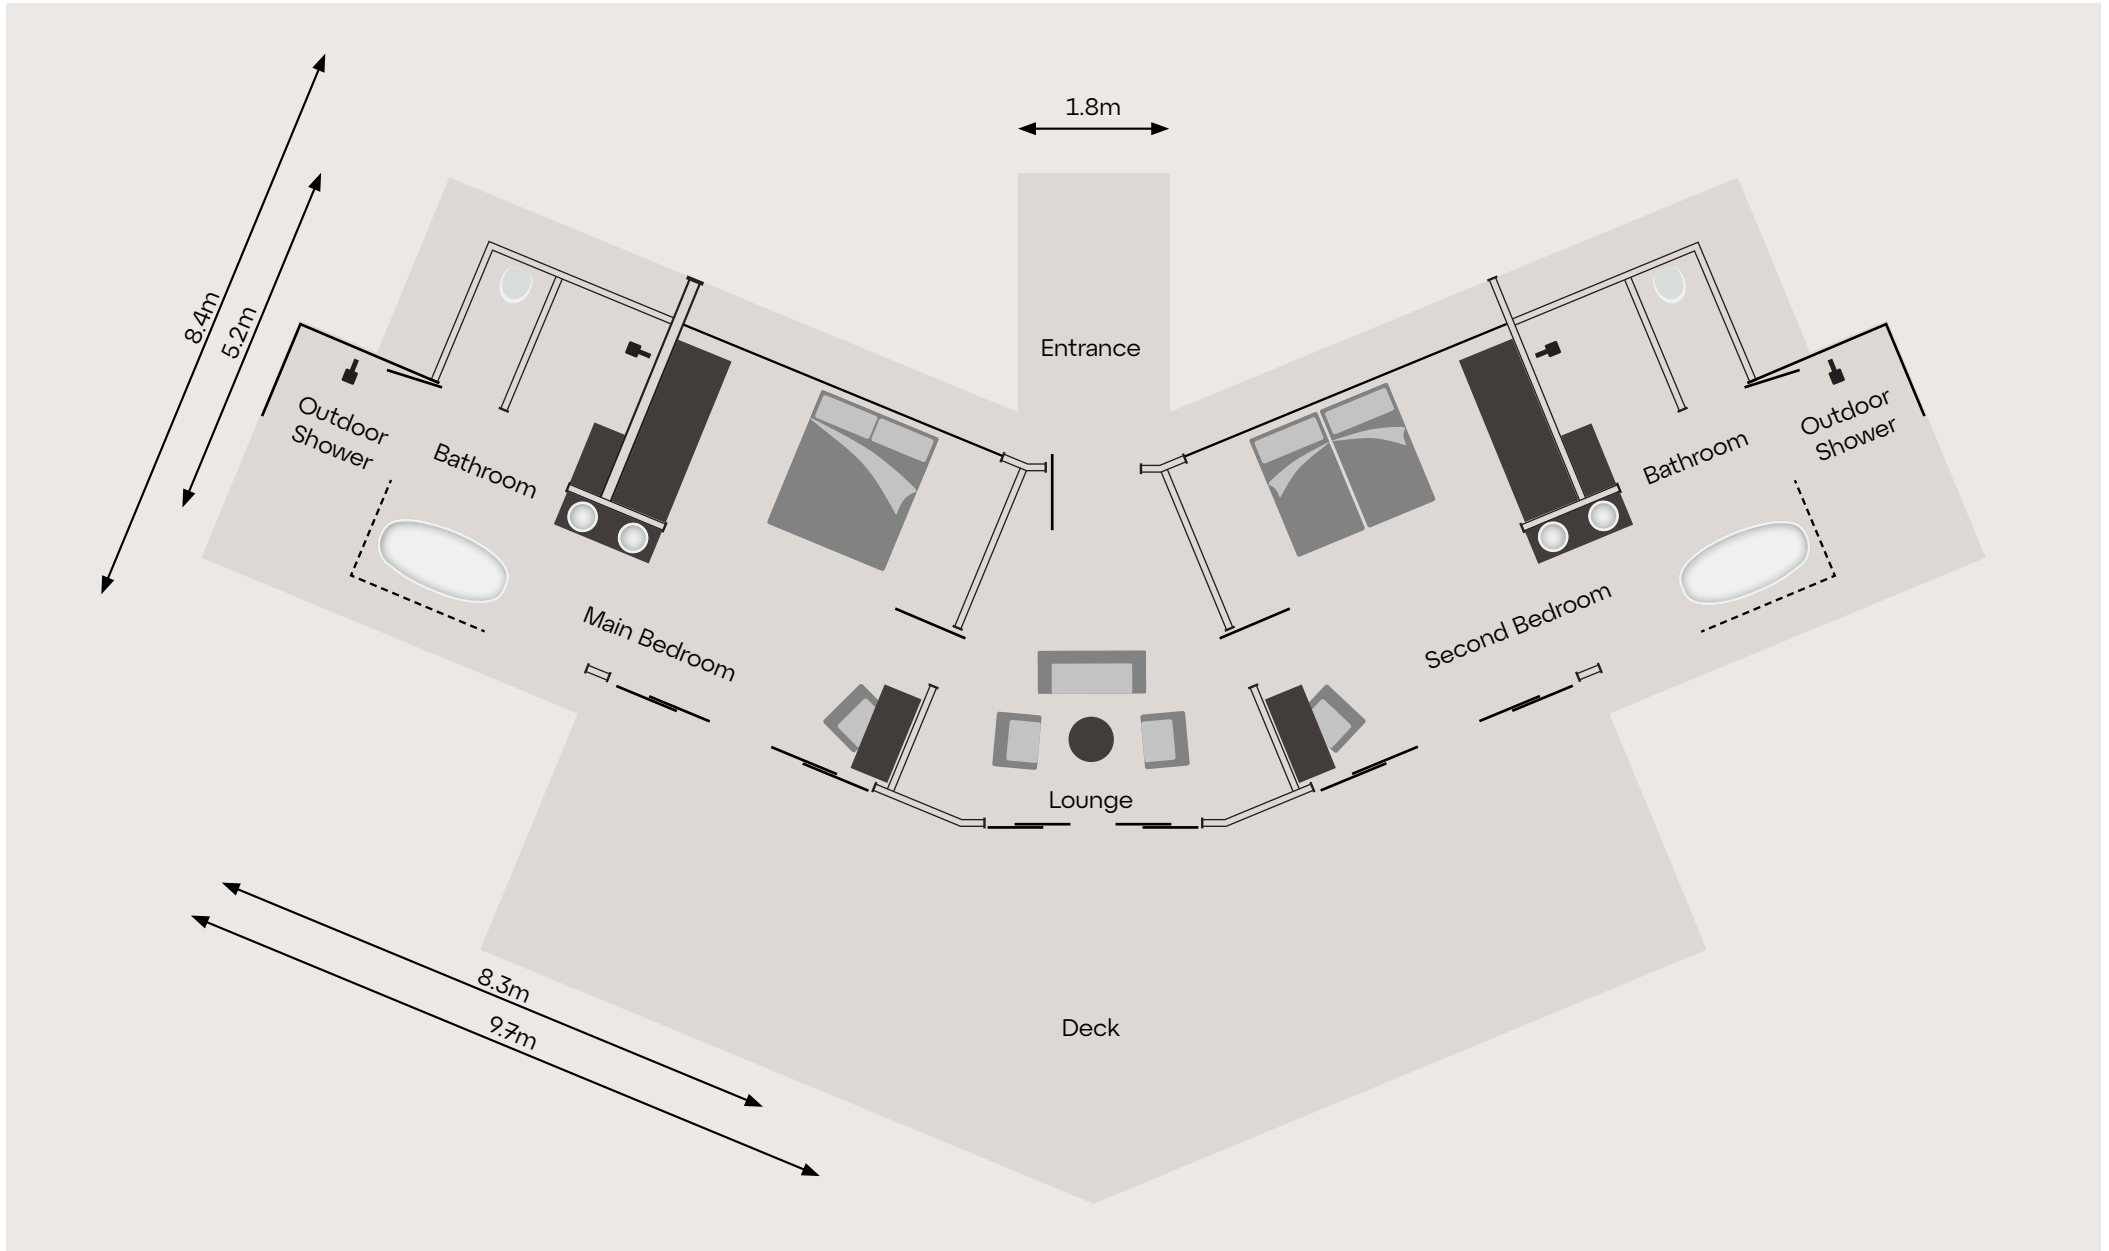 1.8m
8.4m
5.2m
Entrance
Outdoor
Shower
Bathroom
Main Bedroom
Outdoor
Shower
Bathroom
Second Bedroom
Lounge
8.3m
9.7m
Deck